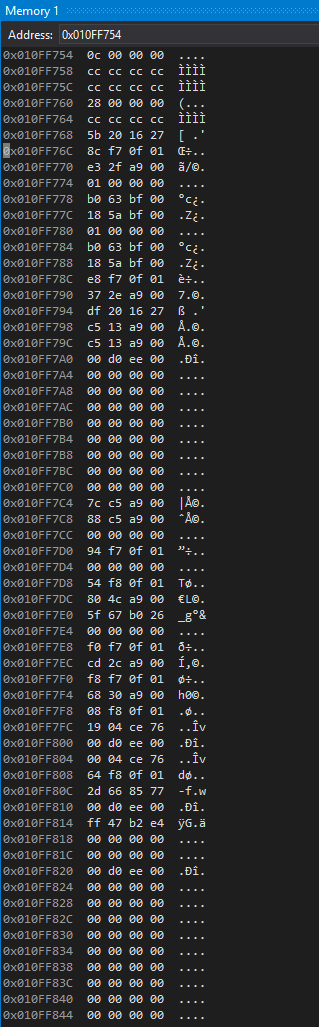 Memory 1
Address: 0x010FF754
0x010FF754 0c 00 00 00 ....
0x010FF758 cc cc cc cc ÌÌÌÌ
0x010FF75C cc cc cc cc ÌÌÌÌ
0x010FF760 28 00 00 00 (...
0x010FF764 cc cc cc cc ÌÌÌÌ
0x010FF768 5b 20 16 27 [ .'
0x010FF76C 8c f7 0f 01 Œ÷..
0x010FF770 e3 2f a9 00 ã/©.
0x010FF774 01 00 00 00 ....
0x010FF778 b0 63 bf 00 °c¿.
0x010FF77C 18 5a bf 00 .Z¿.
0x010FF780 01 00 00 00 ....
0x010FF784 b0 63 bf 00 °c¿.
0x010FF788 18 5a bf 00 .Z¿.
0x010FF78C e8 f7 0f 01 è÷..
0x010FF790 37 2e a9 00 7.©.
0x010FF794 df 20 16 27 ß .'
0x010FF798 c5 13 a9 00 Å.©.
0x010FF79C c5 13 a9 00 Å.©.
0x010FF7A0 00 d0 ee 00 .Ðî.
0x010FF7A4 00 00 00 00 ....
0x010FF7A8 00 00 00 00 ....
0x010FF7AC 00 00 00 00 ....
0x010FF7B0 00 00 00 00 ....
0x010FF7B4 00 00 00 00 ....
0x010FF7B8 00 00 00 00 ....
0x010FF7BC 00 00 00 00 ....
0x010FF7C0 00 00 00 00 ....
0x010FF7C4 7c c5 a9 00 |Å©.
0x010FF7C8 88 c5 a9 00 ˆÅ©.
0x010FF7CC 00 00 00 00 ....
0x010FF7D0 94 f7 0f 01 ”÷..
0x010FF7D4 00 00 00 00 ....
0x010FF7D8 54 f8 0f 01 Tø..
0x010FF7DC 80 4c a9 00 €L©.
0x010FF7E0 5f 67 b0 26 _g°&
0x010FF7E4 00 00 00 00 ....
0x010FF7E8 f0 f7 0f 01 ð÷..
0x010FF7EC cd 2c a9 00 Í,©.
0x010FF7F0 f8 f7 0f 01 ø÷..
0x010FF7F4 68 30 a9 00 h0©.
0x010FF7F8 08 f8 0f 01 .ø..
0x010FF7FC 19 04 ce 76 ..Îv
0x010FF800 00 d0 ee 00 .Ðî.
0x010FF804 00 04 ce 76 ..Îv
0x010FF808 64 f8 0f 01 dø..
0x010FF80C 2d 66 85 77 -f.w
0x010FF810 00 d0 ee 00 .Ðî.
0x010FF814 ff 47 b2 e4 ÿG.ä
0x010FF818 00 00 00 00 ....
0x010FF81C 00 00 00 00 ....
0x010FF820 00 d0 ee 00 .Ðî.
0x010FF824 00 00 00 00 ....
0x010FF828 00 00 00 00 ....
0x010FF82C 00 00 00 00 ....
0x010FF830 00 00 00 00 ....
0x010FF834 00 00 00 00 ....
0x010FF838 00 00 00 00 ....
0x010FF83C 00 00 00 00 ....
0x010FF840 00 00 00 00 ....
0x010FF844 00 00 00 00 ....